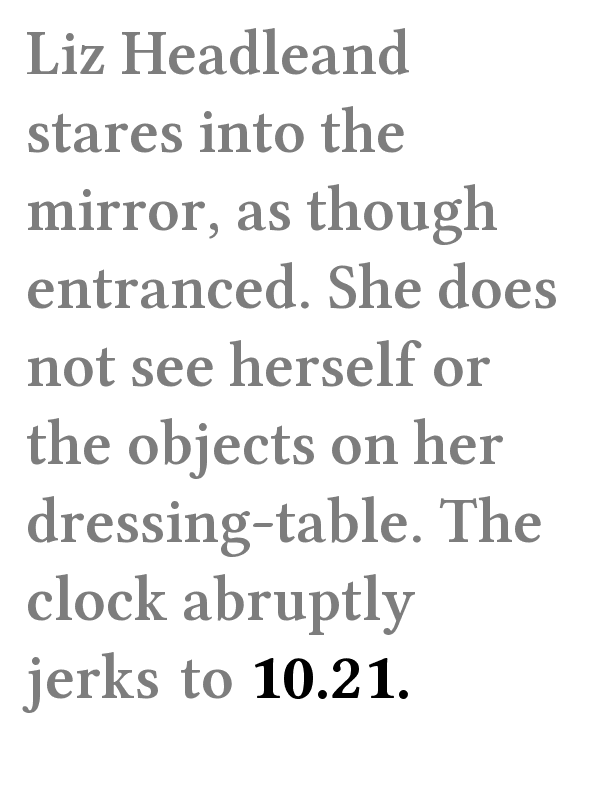 Liz Headleand
stares into the
mirror, as though
entranced. She does
not see herself or
the objects on her
dressing-table. The
clock abruptly
jerks to 10.21.